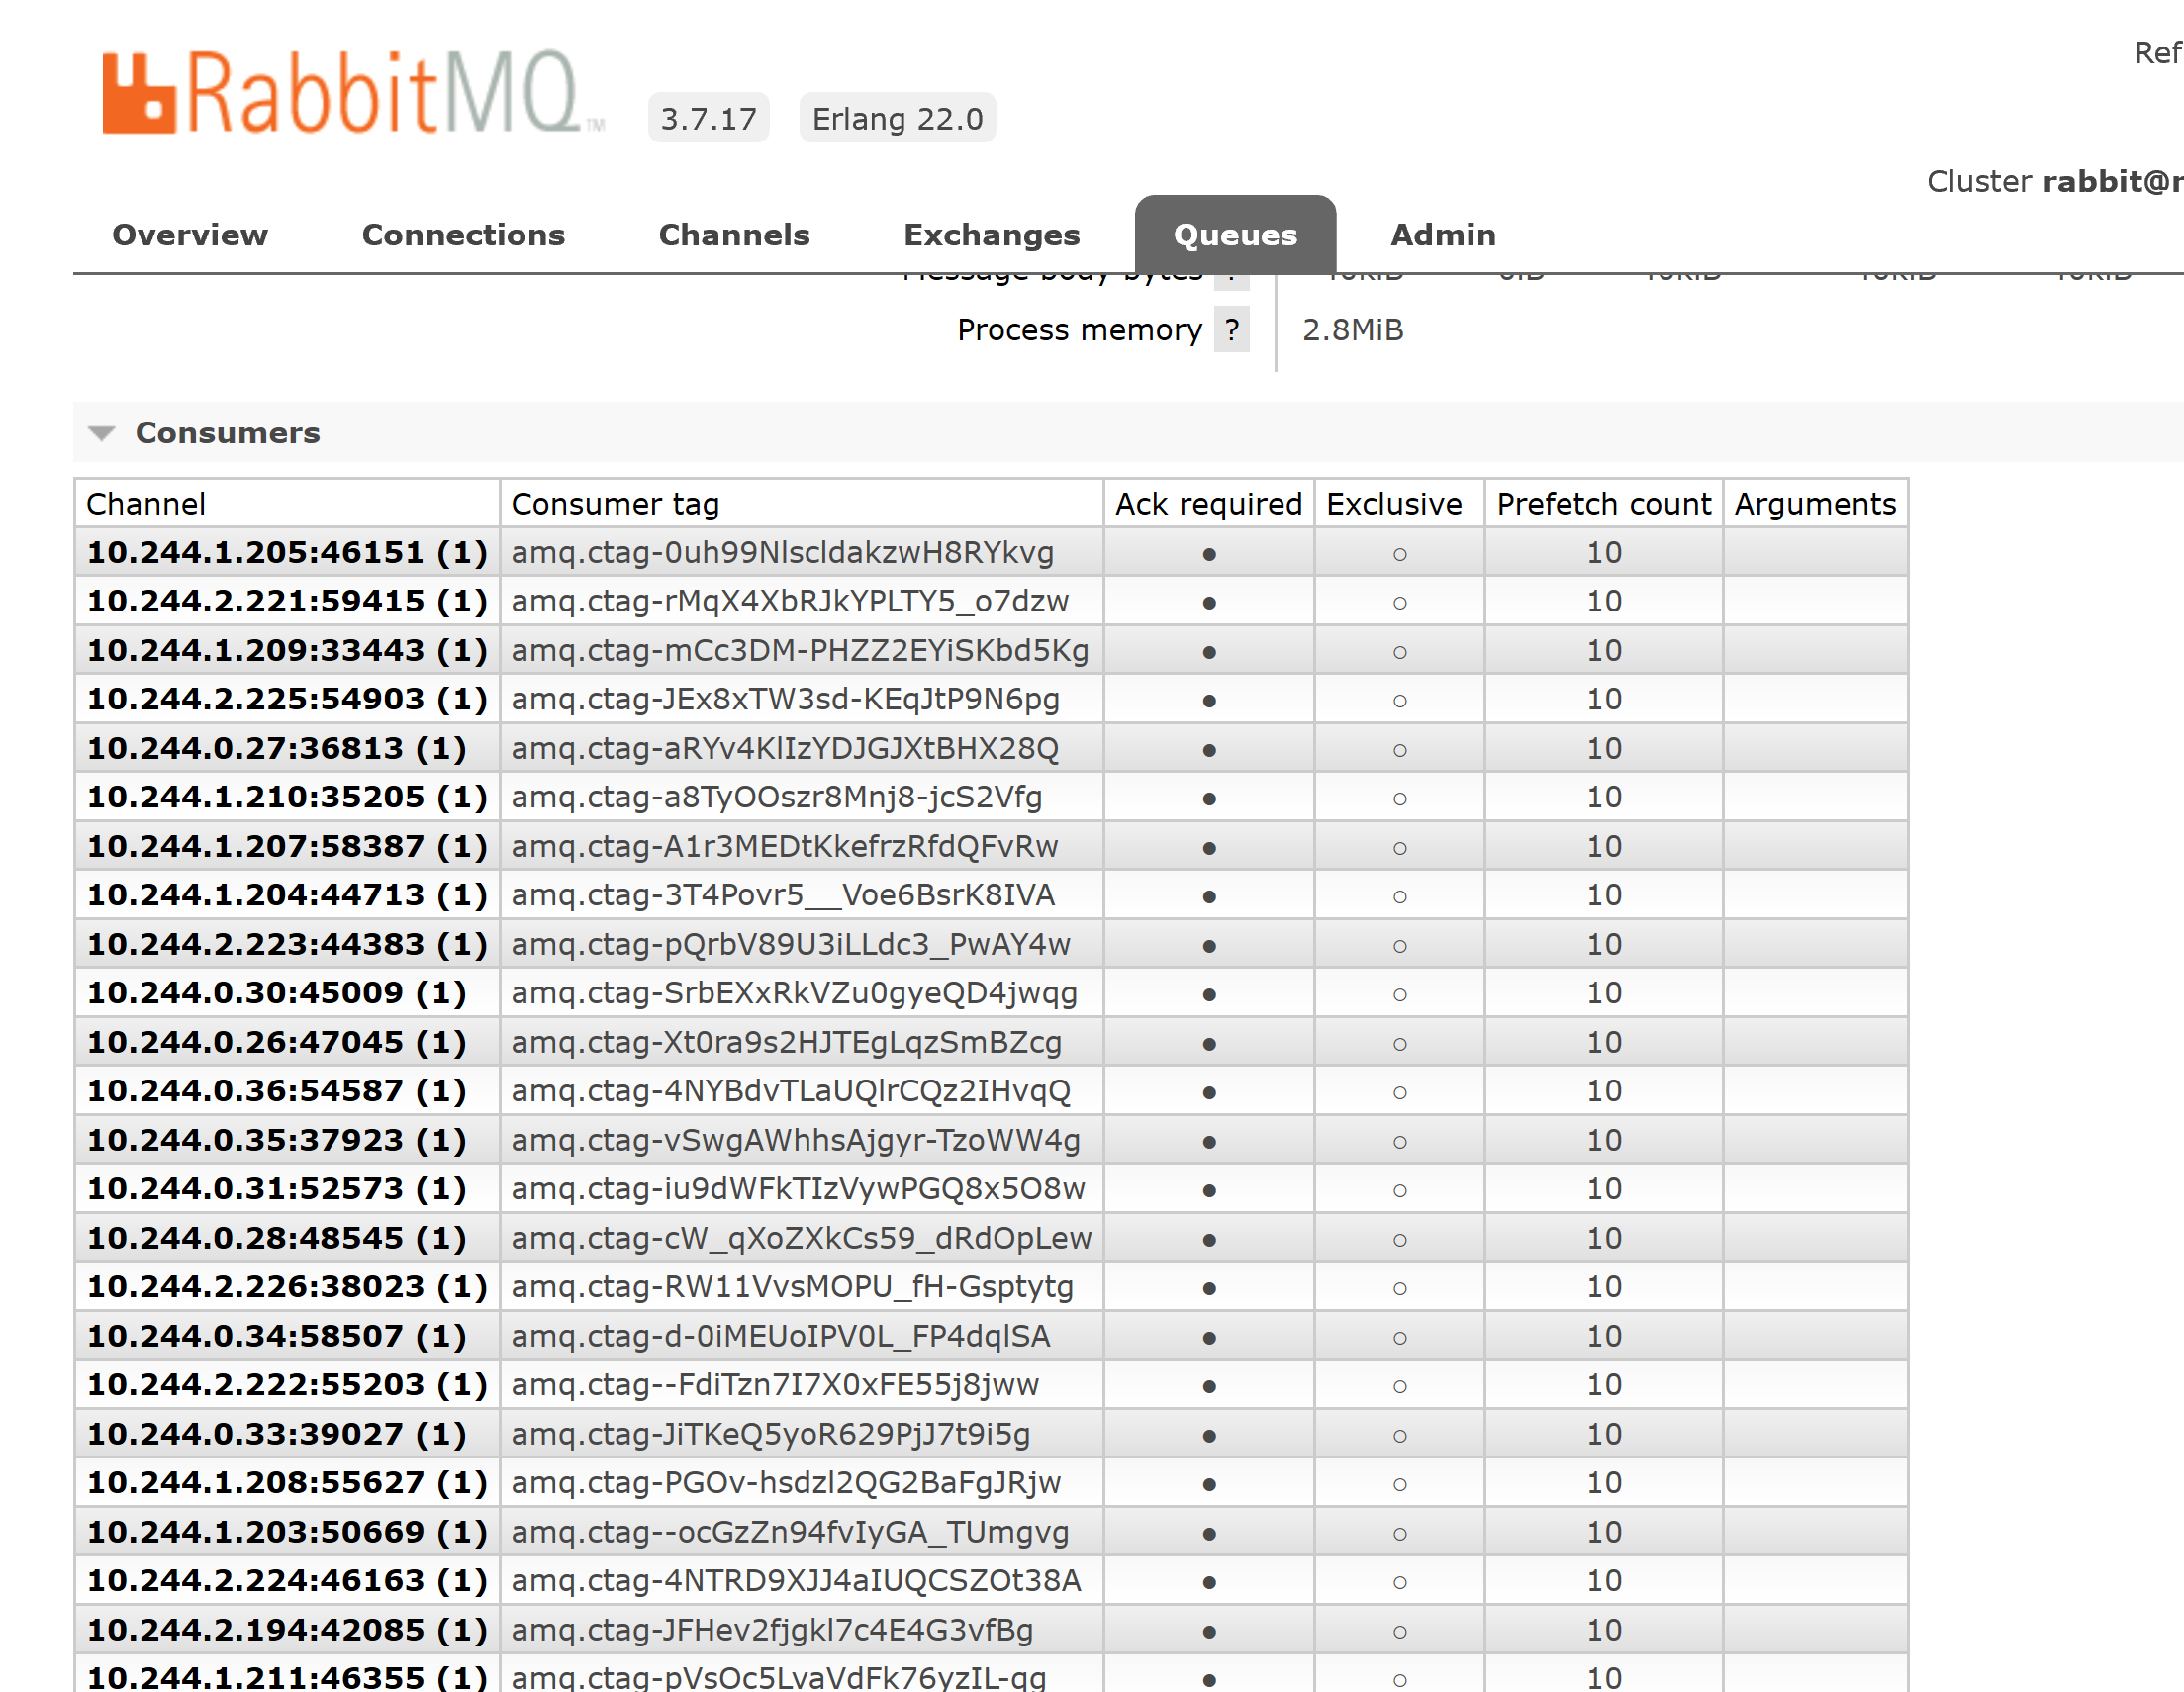 RabbitMQ TM 3.7.17 Erlang 22.0
Ref
Cluster rabbit@r
Overview Connections Channels Exchanges Queues Admin
Message body bytes ?
Process memory ? 2.8MiB
Consumers
Channel Consumer tag Ack required Exclusive Prefetch count Arguments
10.244.1.205:46151 (1) amq.ctag-0uh99NlscldakzwH8RYkvg ● ○ 10
10.244.2.221:59415 (1) amq.ctag-rMqX4XbRJkYPLTY5_o7dzw ● ○ 10
10.244.1.209:33443 (1) amq.ctag-mCc3DM-PHZZ2EYiSKbd5Kg ● ○ 10
10.244.2.225:54903 (1) amq.ctag-JEx8xTW3sd-KEqJtP9N6pg ● ○ 10
10.244.0.27:36813 (1) amq.ctag-aRYv4KlIzYDJGJXtBHX28Q ● ○ 10
10.244.1.210:35205 (1) amq.ctag-a8TyOOszr8Mnj8-jcS2Vfg ● ○ 10
10.244.1.207:58387 (1) amq.ctag-A1r3MEDtKkefrzRfdQFvRw ● ○ 10
10.244.1.204:44713 (1) amq.ctag-3T4Povr5__Voe6BsrK8IVA ● ○ 10
10.244.2.223:44383 (1) amq.ctag-pQrbV89U3iLLdc3_PwAY4w ● ○ 10
10.244.0.30:45009 (1) amq.ctag-SrbEXxRkVZu0gyeQD4jwqg ● ○ 10
10.244.0.26:47045 (1) amq.ctag-Xt0ra9s2HJTEgLqzSmBZcg ● ○ 10
10.244.0.36:54587 (1) amq.ctag-4NYBdvTLaUQlrCQz2IHvqQ ● ○ 10
10.244.0.35:37923 (1) amq.ctag-vSwgAWhhsAjgyr-TzoWW4g ● ○ 10
10.244.0.31:52573 (1) amq.ctag-iu9dWFkTIzVywPGQ8x5O8w ● ○ 10
10.244.0.28:48545 (1) amq.ctag-cW_qXoZXkCs59_dRdOpLew ● ○ 10
10.244.2.226:38023 (1) amq.ctag-RW11VvsMOPU_fH-Gsptytg ● ○ 10
10.244.0.34:58507 (1) amq.ctag-d-0iMEUoIPV0L_FP4dqlSA ● ○ 10
10.244.2.222:55203 (1) amq.ctag--FdiTzn7I7X0xFE55j8jww ● ○ 10
10.244.0.33:39027 (1) amq.ctag-JiTKeQ5yoR629PjJ7t9i5g ● ○ 10
10.244.1.208:55627 (1) amq.ctag-PGOv-hsdzl2QG2BaFgJRjw ● ○ 10
10.244.1.203:50669 (1) amq.ctag--ocGzZn94fvIyGA_TUmgvg ● ○ 10
10.244.2.224:46163 (1) amq.ctag-4NTRD9XJJ4aIUQCSZOt38A ● ○ 10
10.244.2.194:42085 (1) amq.ctag-JFHev2fjgkl7c4E4G3vfBg ● ○ 10
10.244.1.211:46355 (1) amq.ctag-pVsOc5LvaVdFk76yzIL-qg ● ○ 10